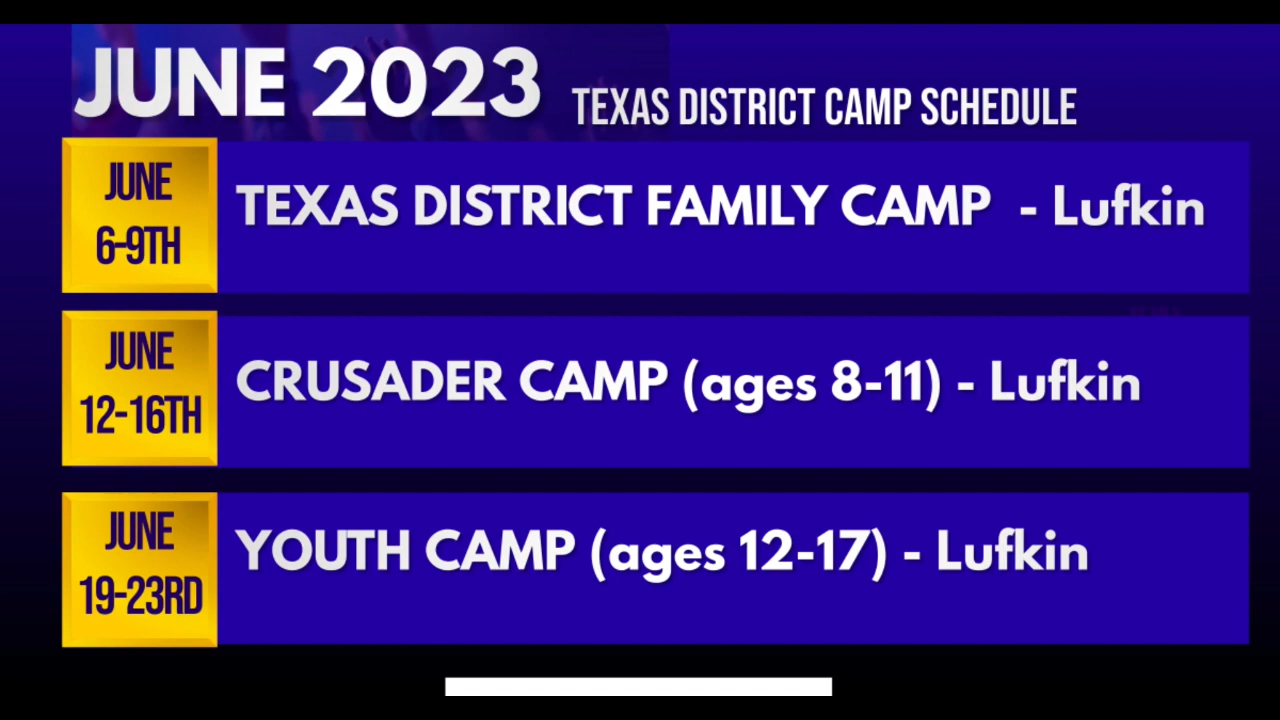 JUNE 2023 TEXAS DISTRICT CAMP SCHEDULE
JUNE
6-9TH
TEXAS DISTRICT FAMILY CAMP - Lufkin
JUNE
12-16TH
CRUSADER CAMP (ages 8-11) - Lufkin
JUNE
19-23RD
YOUTH CAMP (ages 12-17) - Lufkin